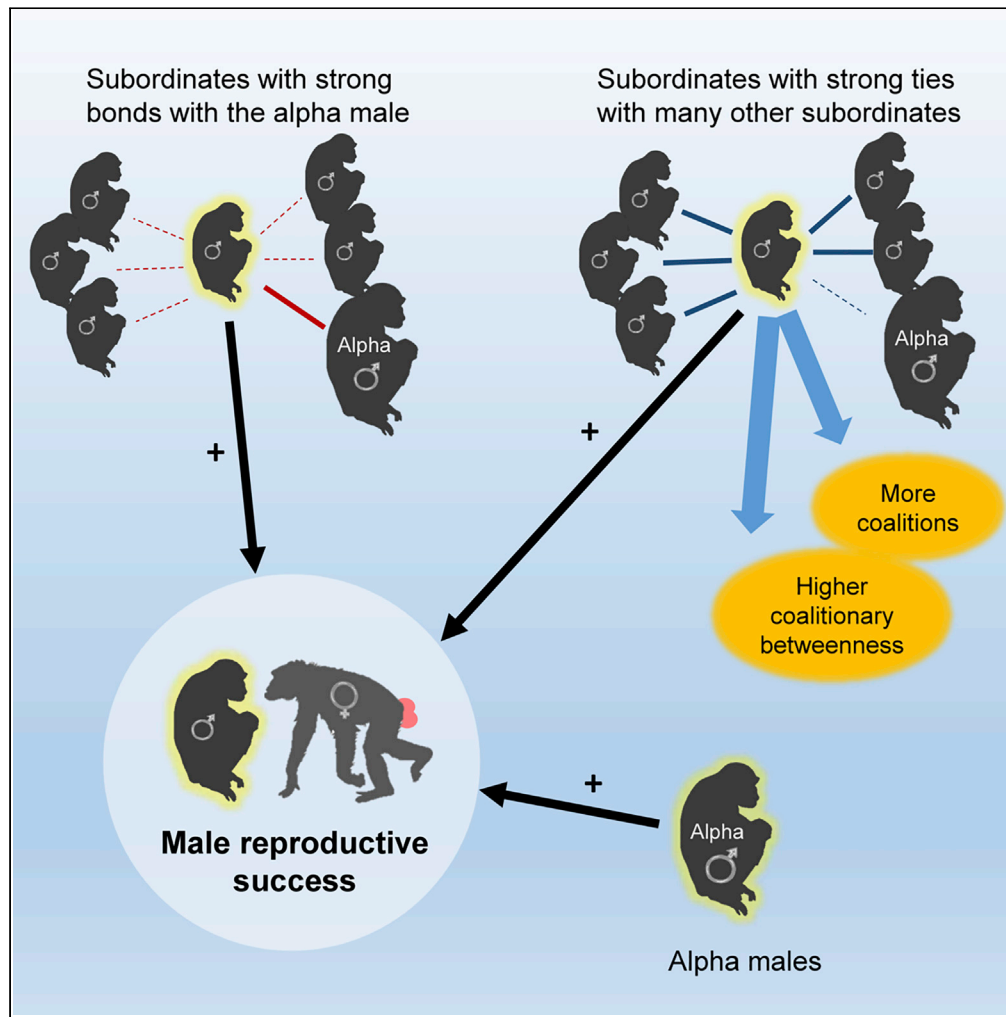 Subordinates with strong
bonds with the alpha male
Subordinates with strong ties
with many other subordinates
Alpha
Alpha
+
+
More
coalitions
Higher
coalitionary
betweenness
+
Male reproductive
success
Alpha
Alpha males